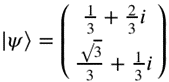 |ψ⟩ = ( 1/3 + 2/3 i
√3/3 + 1/3 i )